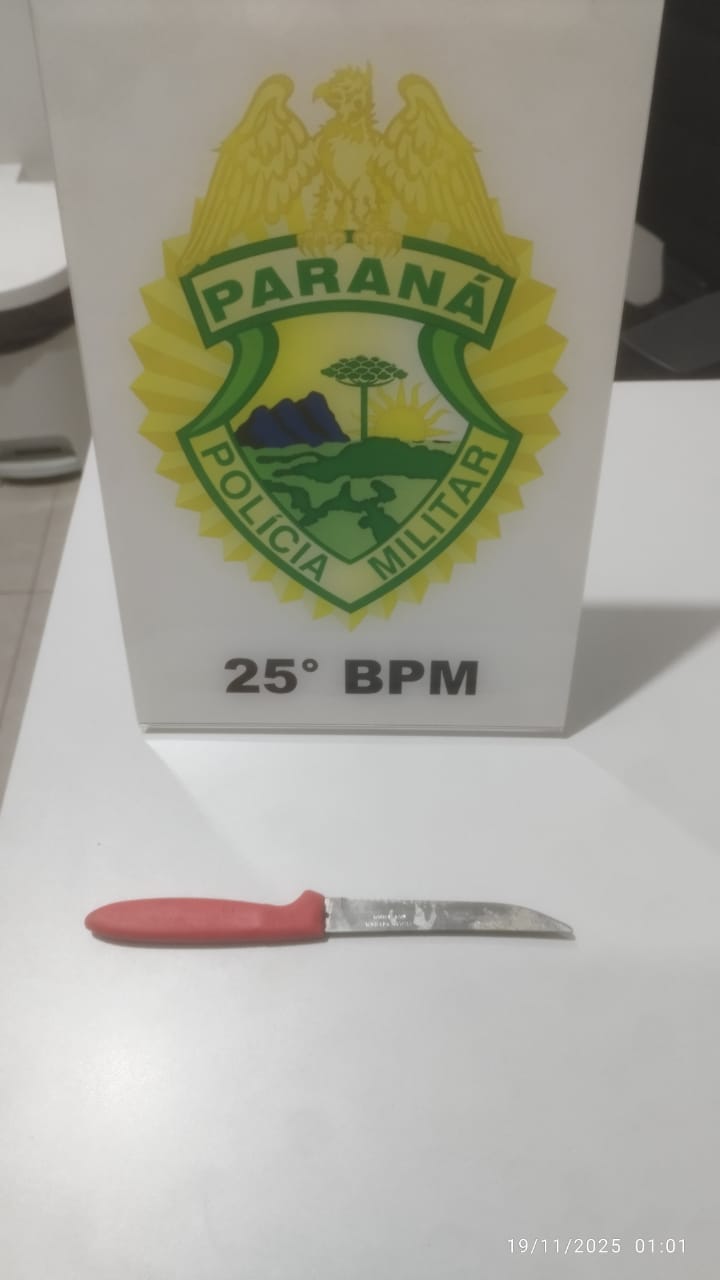 PARANÁ
POLÍCIA MILITAR
25° BPM
19/11/2025 01:01